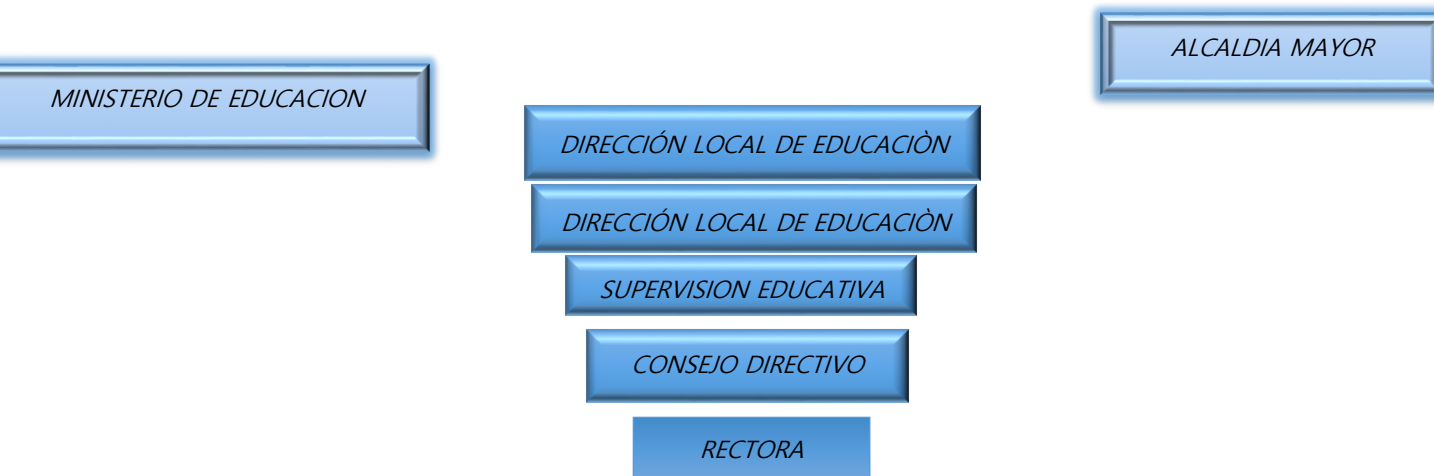 ALCALDIA MAYOR
MINISTERIO DE EDUCACION
DIRECCIÓN LOCAL DE EDUCACIÒN
DIRECCIÓN LOCAL DE EDUCACIÒN
SUPERVISION EDUCATIVA
CONSEJO DIRECTIVO
RECTORA